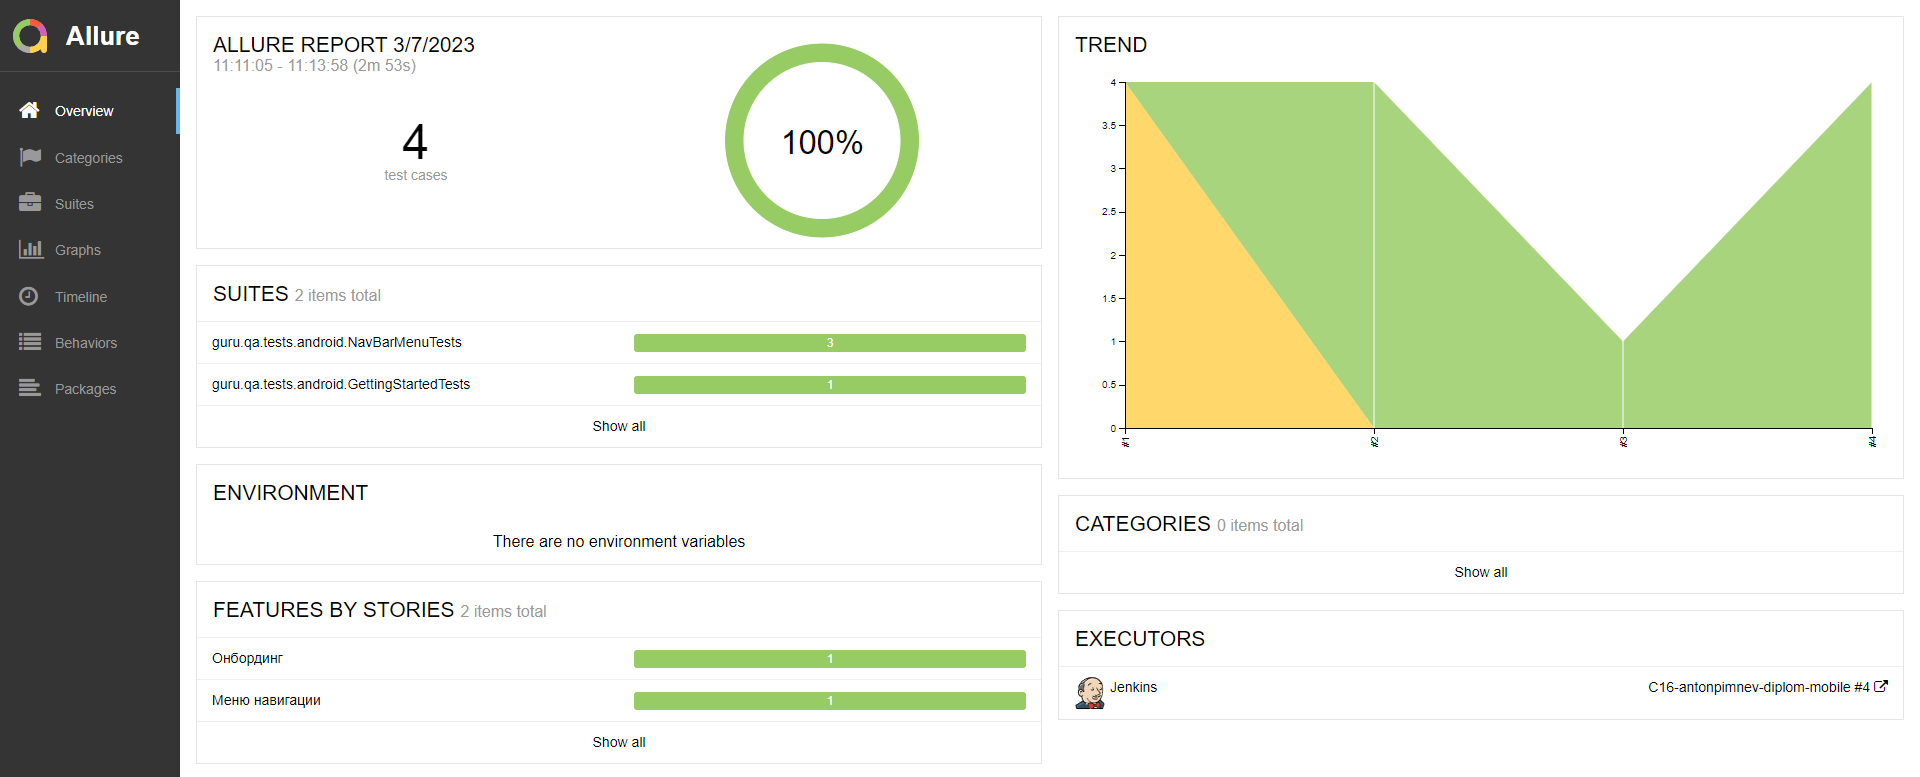 Allure
Overview
Categories
Suites
Graphs
Timeline
Behaviors
Packages
ALLURE REPORT 3/7/2023
11:11:05 - 11:13:58 (2m 53s)
4
test cases
100%
SUITES 2 items total
guru.qa.tests.android.NavBarMenuTests 3
guru.qa.tests.android.GettingStartedTests 1
Show all
ENVIRONMENT
There are no environment variables
FEATURES BY STORIES 2 items total
Онбординг 1
Меню навигации 1
Show all
TREND
4
3.5
3
2.5
2
1.5
1
0.5
0
#1 #2 #3 #4
CATEGORIES 0 items total
Show all
EXECUTORS
Jenkins C16-antonpimnev-diplom-mobile #4